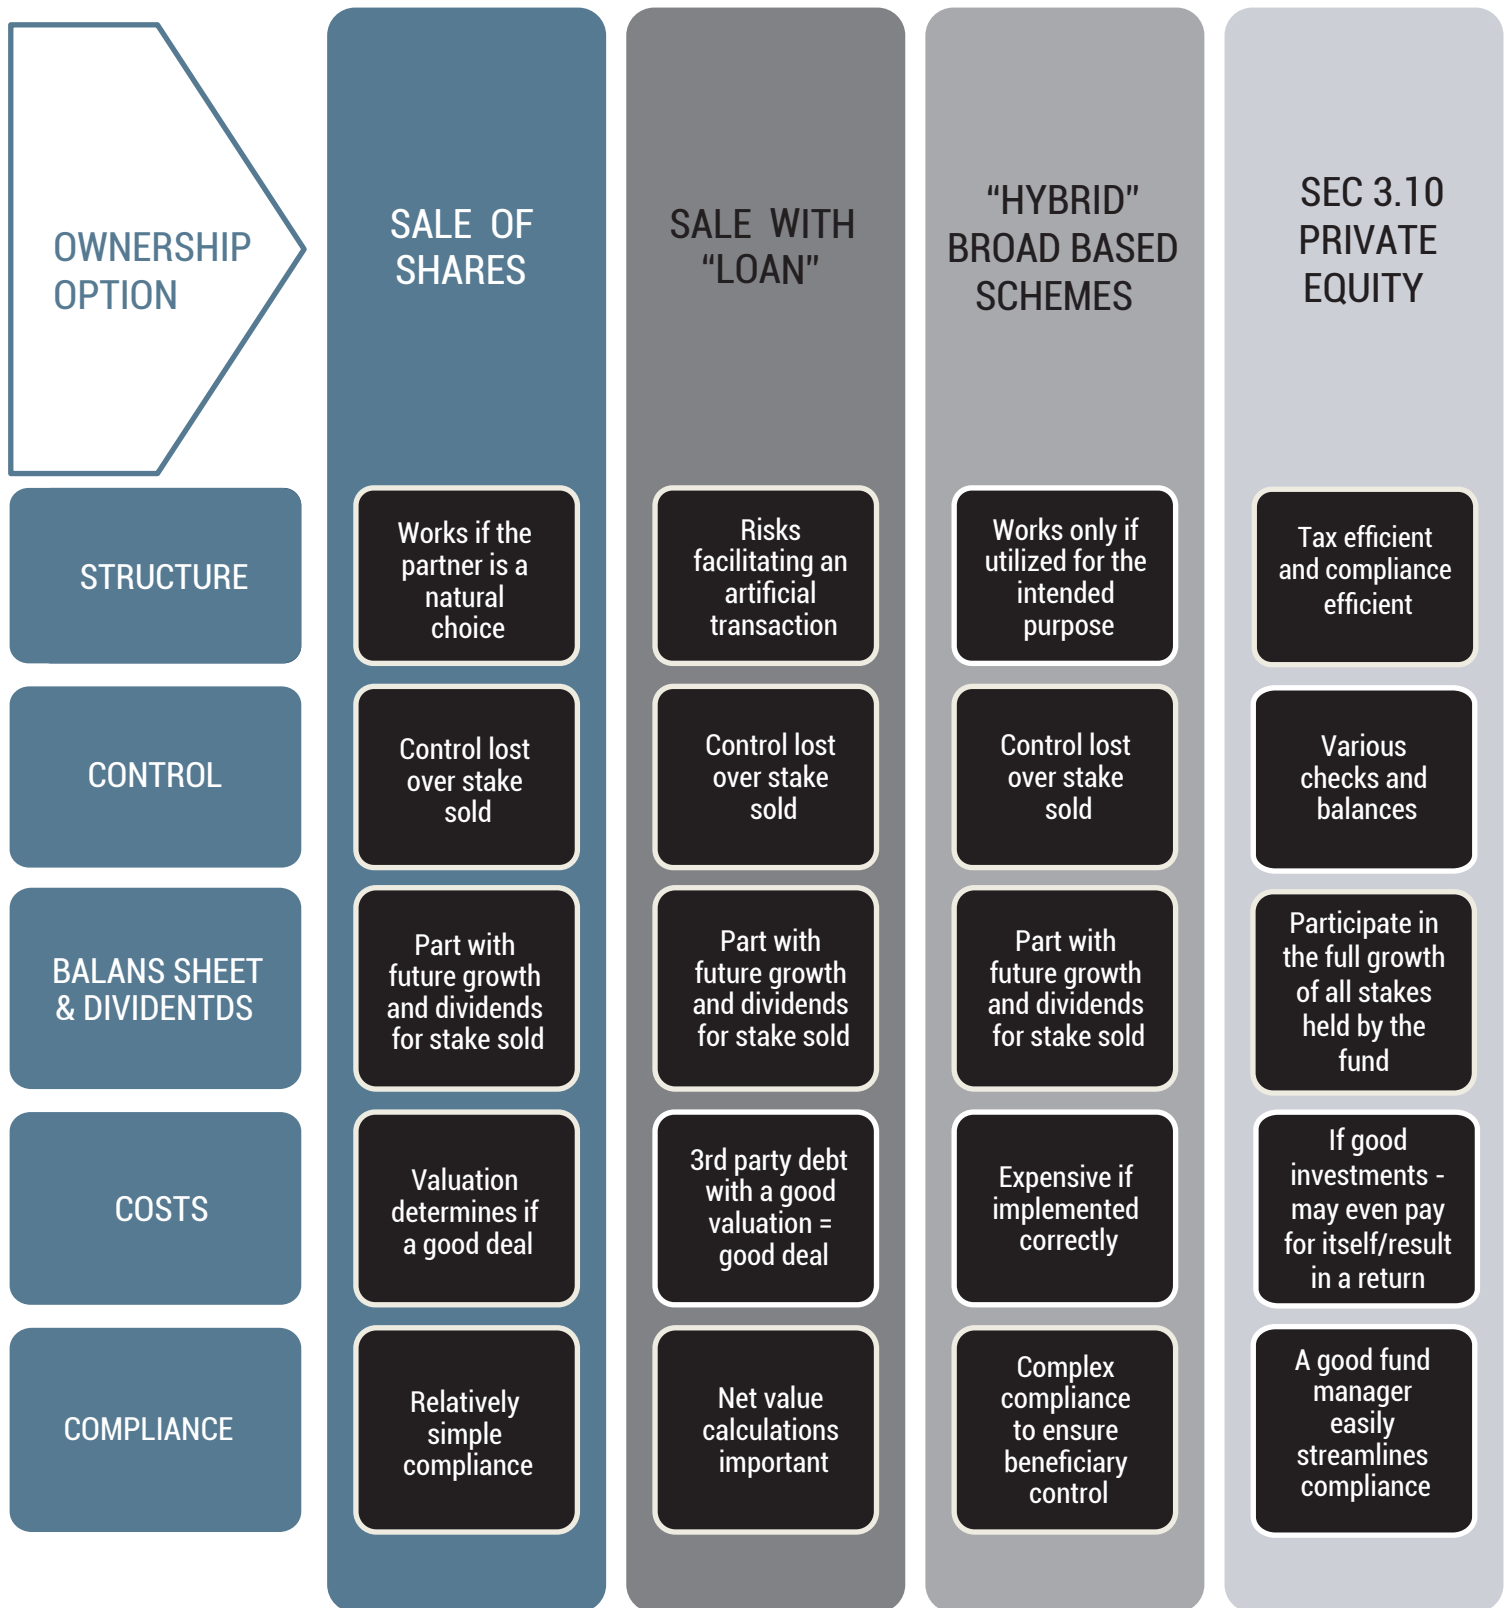 OWNERSHIP
OPTION
SALE OF
SHARES
SALE WITH
“LOAN”
“HYBRID”
BROAD BASED
SCHEMES
SEC 3.10
PRIVATE
EQUITY
STRUCTURE
Works if the
partner is a
natural
choice
Risks
facilitating an
artificial
transaction
Works only if
utilized for the
intended
purpose
Tax efficient
and compliance
efficient
CONTROL
Control lost
over stake
sold
Control lost
over stake
sold
Control lost
over stake
sold
Various
checks and
balances
BALANS SHEET
& DIVIDENTDS
Part with
future growth
and dividends
for stake sold
Part with
future growth
and dividends
for stake sold
Part with
future growth
and dividends
for stake sold
Participate in
the full growth
of all stakes
held by the
fund
COSTS
Valuation
determines if
a good deal
3rd party debt
with a good
valuation =
good deal
Expensive if
implemented
correctly
If good
investments -
may even pay
for itself/result
in a return
COMPLIANCE
Relatively
simple
compliance
Net value
calculations
important
Complex
compliance
to ensure
beneficiary
control
A good fund
manager
easily
streamlines
compliance